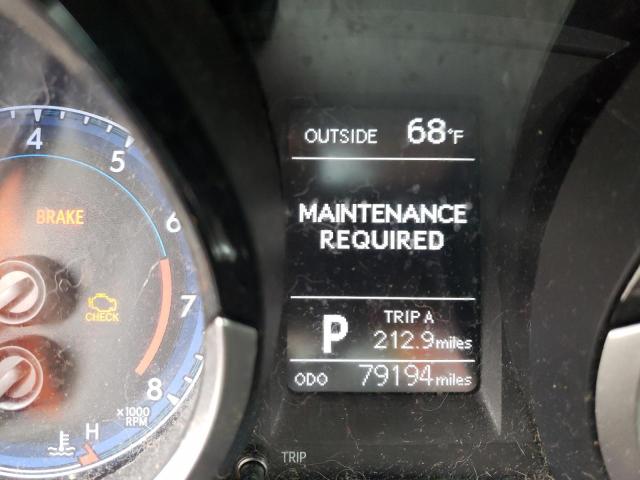 4
5
6
7
8
BRAKE
CHECK
x1000
RPM
H
OUTSIDE 68°F
MAINTENANCE
REQUIRED
P
TRIP A
212.9 miles
ODO 79194 miles
TRIP